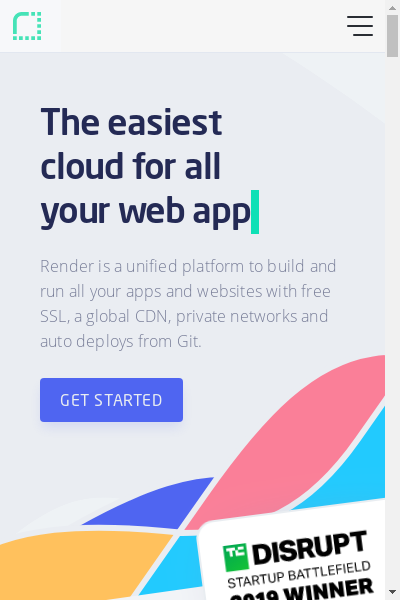 The easiest
cloud for all
your web app
Render is a unified platform to build and
run all your apps and websites with free
SSL, a global CDN, private networks and
auto deploys from Git.
GET STARTED
TC DISRUPT
STARTUP BATTLEFIELD
2019 WINNER